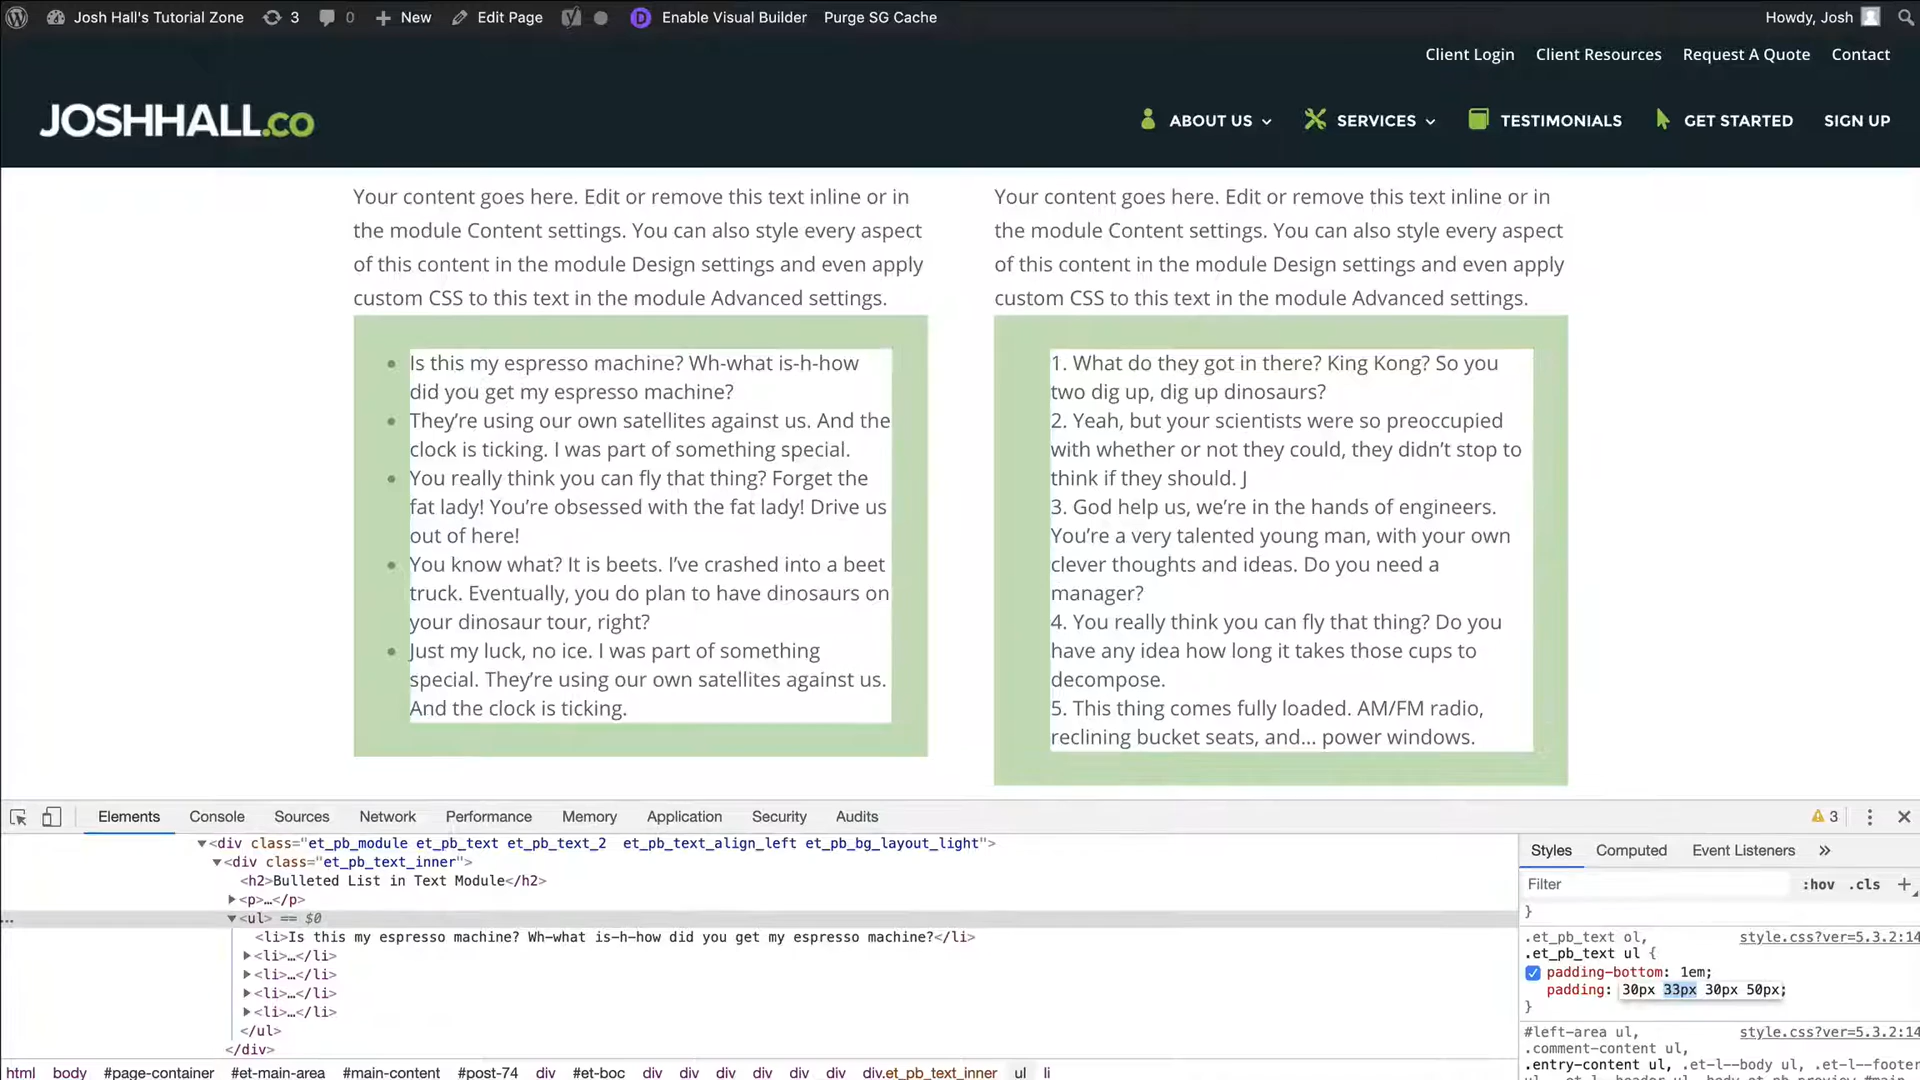 Josh Hall's Tutorial Zone 3 0 New Edit Page Enable Visual Builder Purge SG Cache Howdy, Josh
Client Login Client Resources Request A Quote Contact
JOSHHALL.co ABOUT US SERVICES TESTIMONIALS GET STARTED SIGN UP
Your content goes here. Edit or remove this text inline or in
the module Content settings. You can also style every aspect
of this content in the module Design settings and even apply
custom CSS to this text in the module Advanced settings.
• Is this my espresso machine? Wh-what is-h-how
did you get my espresso machine?
• They’re using our own satellites against us. And the
clock is ticking. I was part of something special.
• You really think you can fly that thing? Forget the
fat lady! You’re obsessed with the fat lady! Drive us
out of here!
• You know what? It is beets. I’ve crashed into a beet
truck. Eventually, you do plan to have dinosaurs on
your dinosaur tour, right?
• Just my luck, no ice. I was part of something
special. They’re using our own satellites against us.
And the clock is ticking.
Your content goes here. Edit or remove this text inline or in
the module Content settings. You can also style every aspect
of this content in the module Design settings and even apply
custom CSS to this text in the module Advanced settings.
1. What do they got in there? King Kong? So you
two dig up, dig up dinosaurs?
2. Yeah, but your scientists were so preoccupied
with whether or not they could, they didn’t stop to
think if they should. J
3. God help us, we’re in the hands of engineers.
You’re a very talented young man, with your own
clever thoughts and ideas. Do you need a
manager?
4. You really think you can fly that thing? Do you
have any idea how long it takes those cups to
decompose.
5. This thing comes fully loaded. AM/FM radio,
reclining bucket seats, and... power windows.
Elements Console Sources Network Performance Memory Application Security Audits 3
<div class="et_pb_module et_pb_text et_pb_text_2  et_pb_text_align_left et_pb_bg_layout_light">
<div class="et_pb_text_inner">
<h2>Bulleted List in Text Module</h2>
<p>…</p>
... <ul> == $0
<li>Is this my espresso machine? Wh-what is-h-how did you get my espresso machine?</li>
<li>…</li>
<li>…</li>
<li>…</li>
<li>…</li>
</ul>
</div>
html body #page-container #et-main-area #main-content #post-74 div #et-boc div div div div div div.et_pb_text_inner ul li
Styles Computed Event Listeners »
Filter :hov .cls +
}
.et_pb_text ol, style.css?ver=5.3.2:14
.et_pb_text ul {
padding-bottom: 1em;
padding: 30px 33px 30px 50px;
}
#left-area ul, style.css?ver=5.3.2:14
.comment-content ul,
.entry-content ul, .et-l--body ul, .et-l--footer